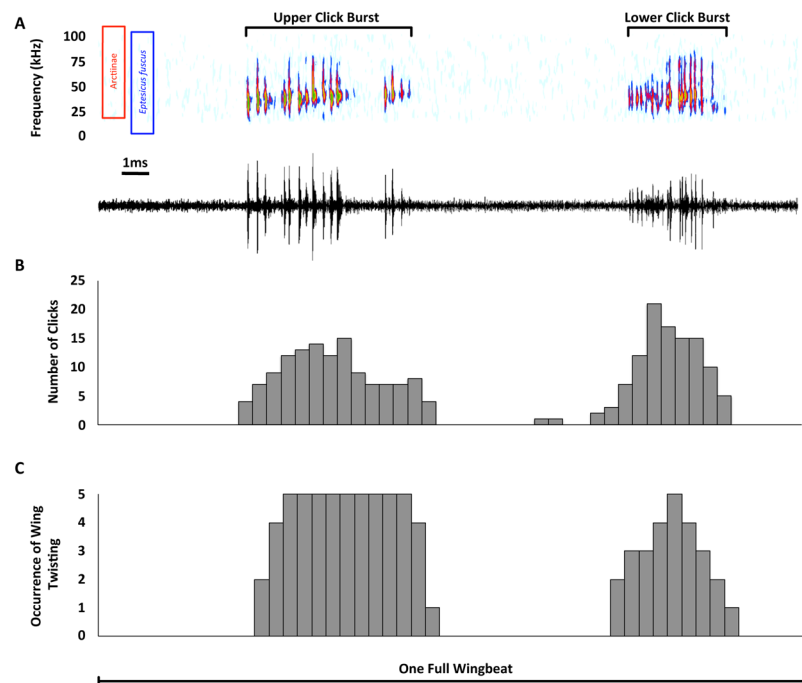 A
Upper Click Burst
Lower Click Burst
Frequency (kHz)
100
75
50
25
0
Arctiinae
Eptesicus fuscus
1ms
B
Number of Clicks
25
20
15
10
5
0
C
Occurrence of Wing
Twisting
5
4
3
2
1
0
One Full Wingbeat